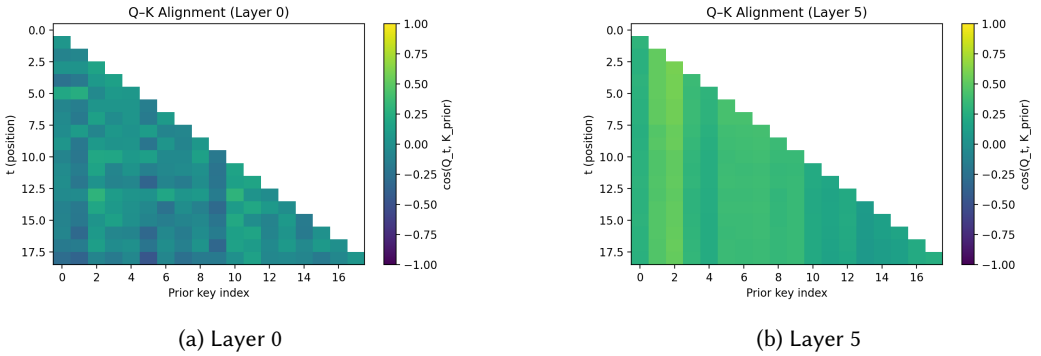 Q–K Alignment (Layer 0)
0.0
2.5
5.0
7.5
10.0
12.5
15.0
17.5
t (position)
0 2 4 6 8 10 12 14 16
Prior key index
1.00
0.75
0.50
0.25
0.00
−0.25
−0.50
−0.75
−1.00
cos(Q_t, K_prior)
(a) Layer 0
Q–K Alignment (Layer 5)
0.0
2.5
5.0
7.5
10.0
12.5
15.0
17.5
t (position)
0 2 4 6 8 10 12 14 16
Prior key index
1.00
0.75
0.50
0.25
0.00
−0.25
−0.50
−0.75
−1.00
cos(Q_t, K_prior)
(b) Layer 5